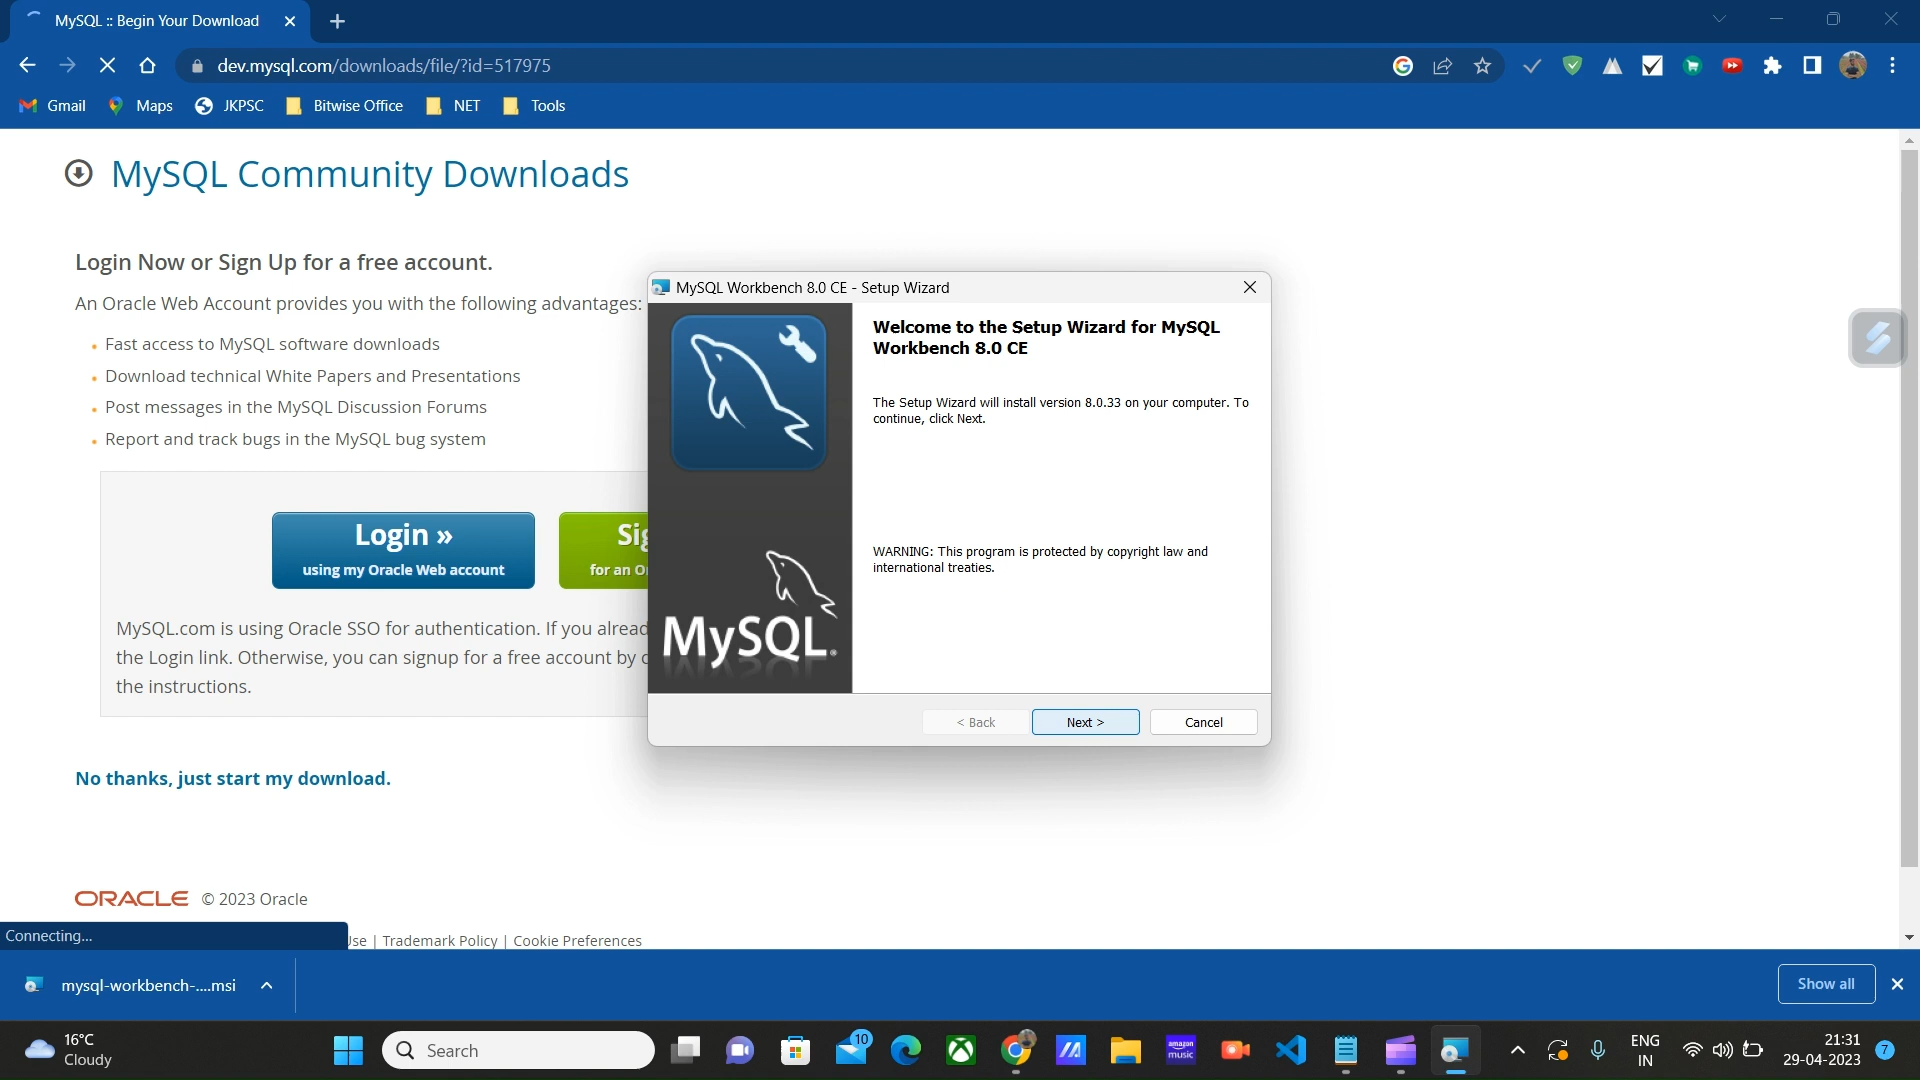 MySQL :: Begin Your Download
dev.mysql.com/downloads/file/?id=517975
Gmail
Maps
JKPSC
Bitwise Office
NET
Tools
MySQL Community Downloads
Login Now or Sign Up for a free account.
An Oracle Web Account provides you with the following advantages:
Fast access to MySQL software downloads
Download technical White Papers and Presentations
Post messages in the MySQL Discussion Forums
Report and track bugs in the MySQL bug system
Login »
using my Oracle Web account
Sig
for an O
MySQL.com is using Oracle SSO for authentication. If you alread
the Login link. Otherwise, you can signup for a free account by c
the instructions.
No thanks, just start my download.
ORACLE © 2023 Oracle
Connecting...
Use | Trademark Policy | Cookie Preferences
MySQL Workbench 8.0 CE - Setup Wizard
Welcome to the Setup Wizard for MySQL
Workbench 8.0 CE
The Setup Wizard will install version 8.0.33 on your computer. To
continue, click Next.
WARNING: This program is protected by copyright law and
international treaties.
MySQL®
< Back
Next >
Cancel
mysql-workbench-....msi
Show all
16°C
Cloudy
Search
10
amazon
music
ENG
IN
21:31
29-04-2023
7